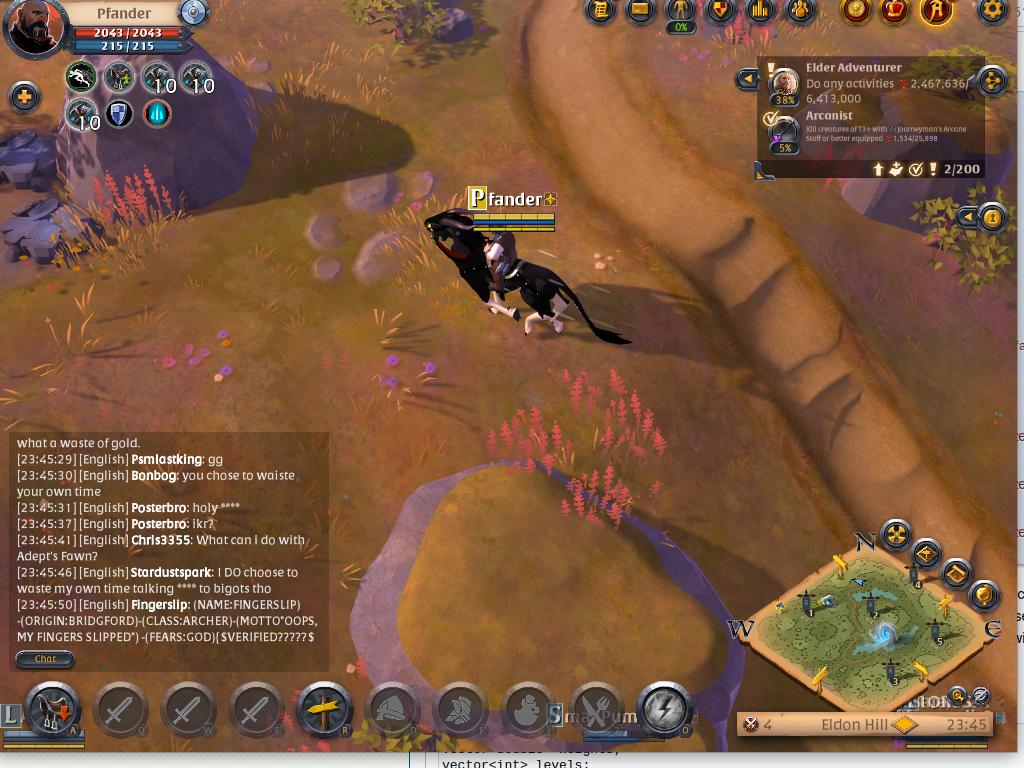 Pfander
2043/2043
215/215
10
10
10
0%
Elder Adventurer
Do any activities 2,467,636/
6,413,000
38%
Arcanist
Kill creatures of T3+ with Journeyman's Arcane
Staff or better equipped 1,534/25,898
5%
2/200
Pfander
what a waste of gold.
[23:45:29] [English] Psmlastking: gg
[23:45:30] [English] Bonbog: you chose to waiste
your own time
[23:45:31] [English] Posterbro: holy ****
[23:45:37] [English] Posterbro: ikr?
[23:45:41] [English] Chris3355: What can i do with
Adept's Fawn?
[23:45:46] [English] Stardustspark: I DO choose to
waste my own time talking **** to bigots tho
[23:45:50] [English] Fingerslip: (NAME:FINGERSLIP)
-(ORIGIN:BRIDGFORD)-(CLASS:ARCHER)-(MOTTO"OOPS,
MY FINGERS SLIPPED")-(FEARS:GOD){$VERIFIED?????$
Chat
N
W
E
1
2
3
4
5
A
Q
W
E
R
D
F
O
4
Eldon Hill
23:45
vector<int> levels;